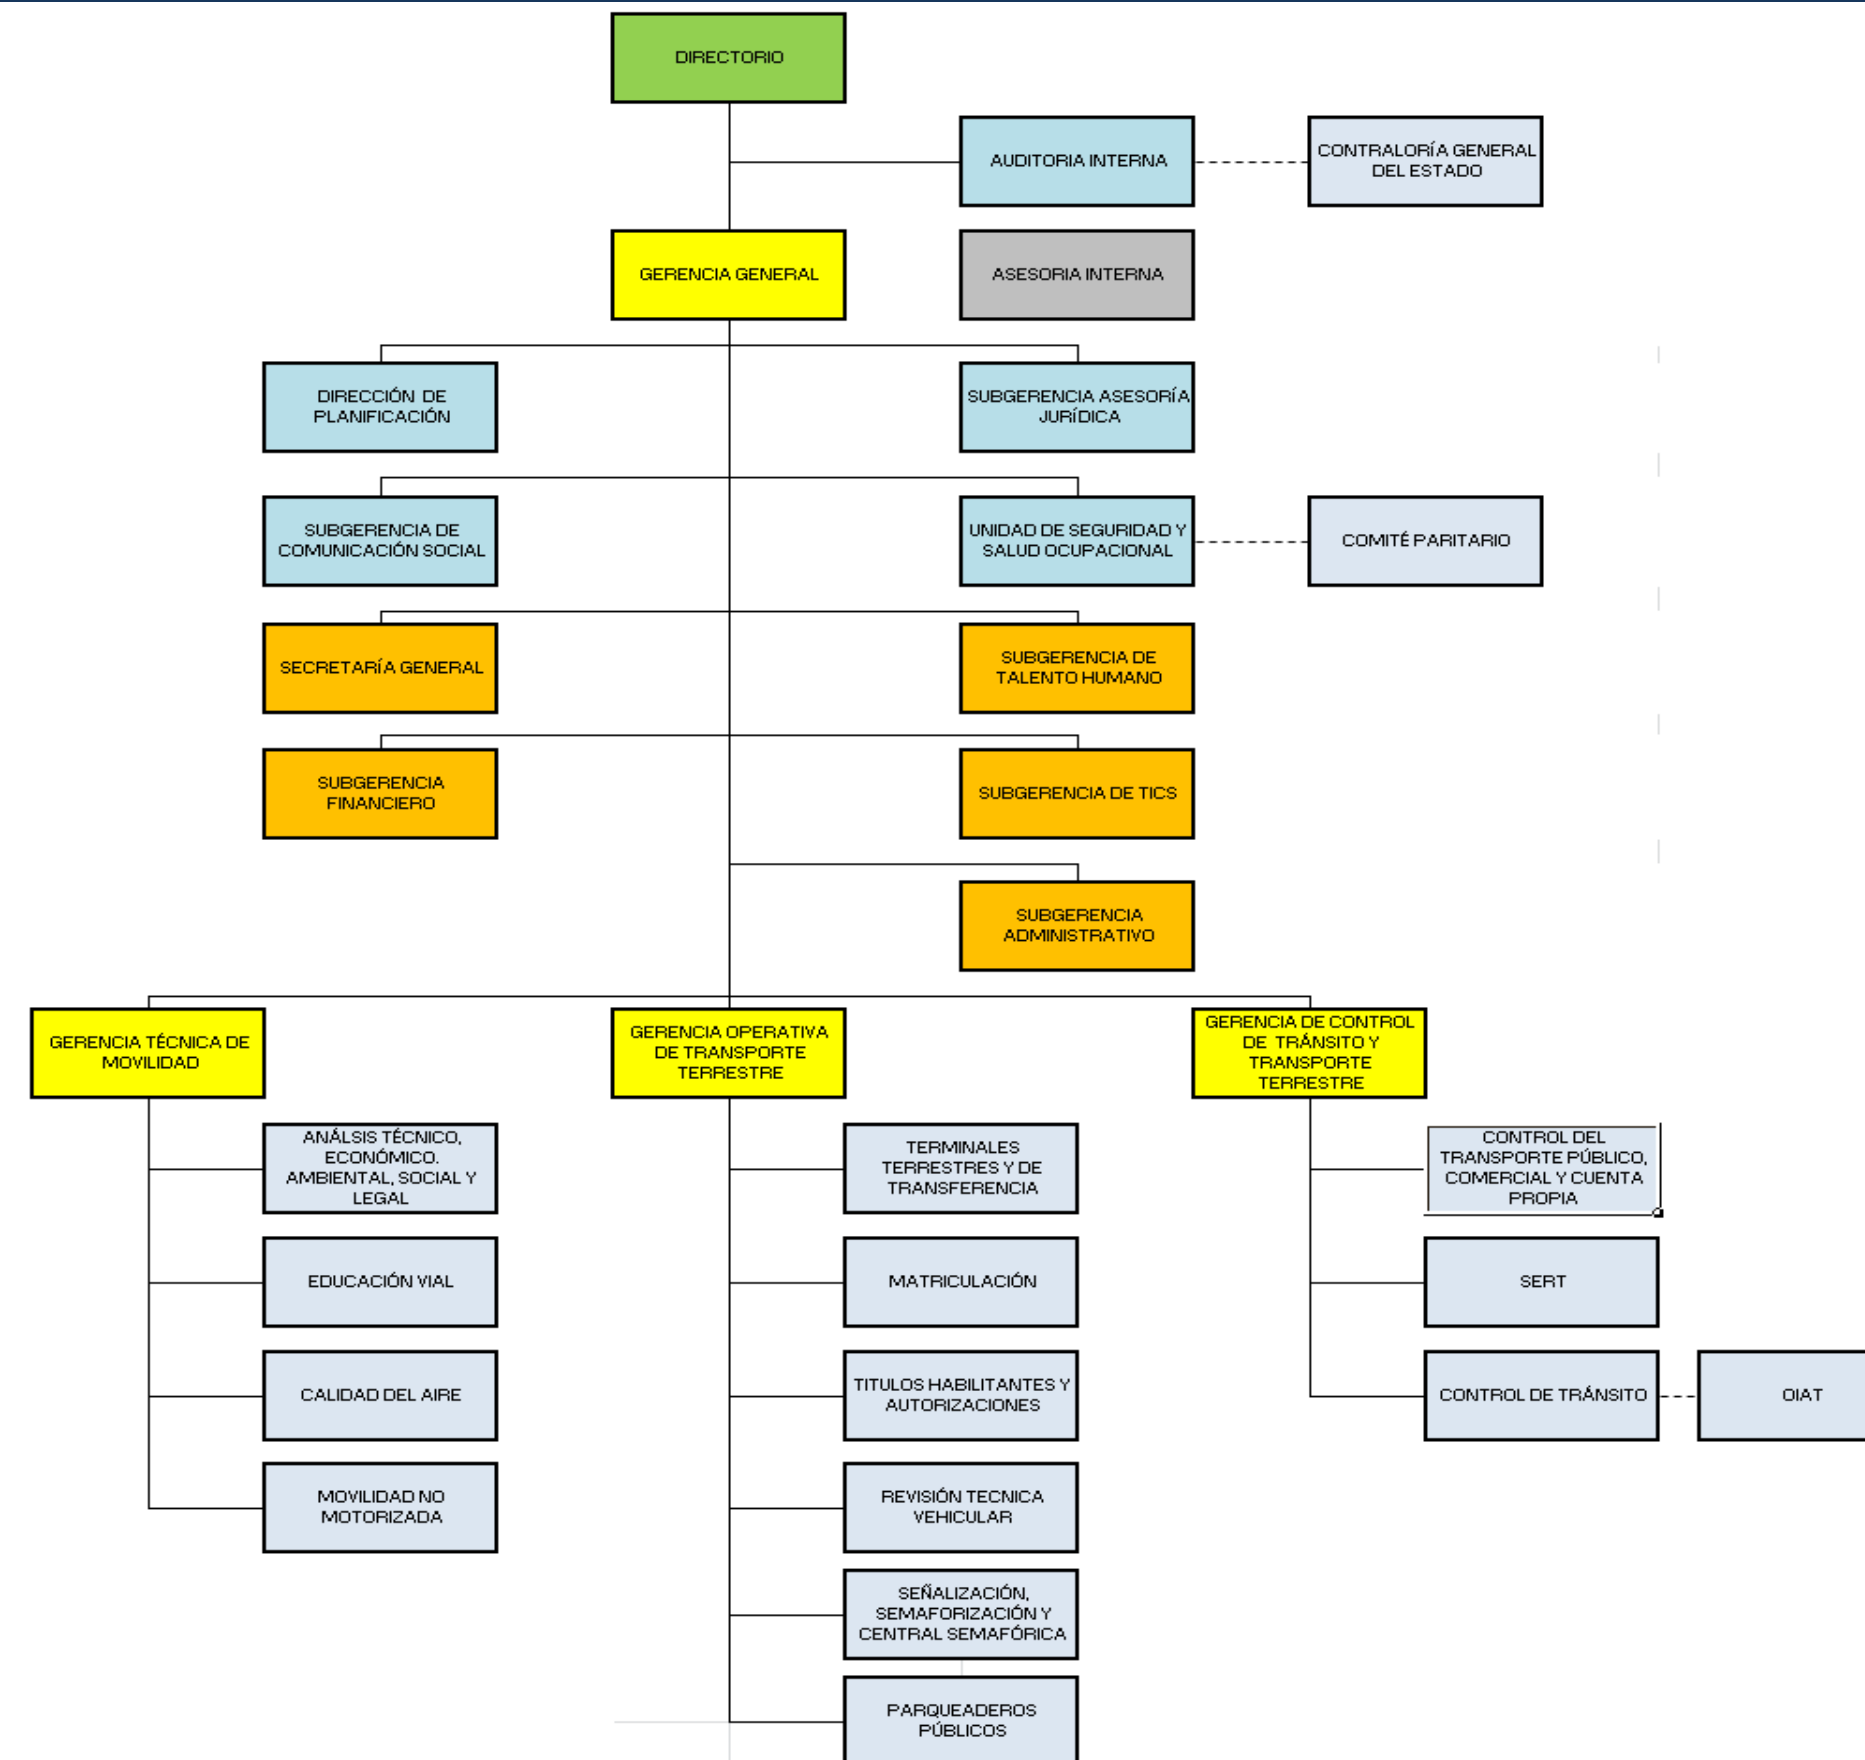 DIRECTORIO
AUDITORIA INTERNA
CONTRALORÍA GENERAL
DEL ESTADO
GERENCIA GENERAL
ASESORIA INTERNA
DIRECCIÓN DE
PLANIFICACIÓN
SUBGERENCIA ASESORÍA
JURÍDICA
SUBGERENCIA DE
COMUNICACIÓN SOCIAL
UNIDAD DE SEGURIDAD Y
SALUD OCUPACIONAL
COMITÉ PARITARIO
SECRETARÍA GENERAL
SUBGERENCIA DE
TALENTO HUMANO
SUBGERENCIA
FINANCIERO
SUBGERENCIA DE TICS
SUBGERENCIA
ADMINISTRATIVO
GERENCIA TÉCNICA DE
MOVILIDAD
GERENCIA OPERATIVA
DE TRANSPORTE
TERRESTRE
GERENCIA DE CONTROL
DE TRÁNSITO Y
TRANSPORTE
TERRESTRE
ANÁLSIS TÉCNICO,
ECONÓMICO.
AMBIENTAL, SOCIAL Y
LEGAL
EDUCACIÓN VIAL
CALIDAD DEL AIRE
MOVILIDAD NO
MOTORIZADA
TERMINALES
TERRESTRES Y DE
TRANSFERENCIA
MATRICULACIÓN
TITULOS HABILITANTES Y
AUTORIZACIONES
REVISIÓN TECNICA
VEHICULAR
SEÑALIZACIÓN,
SEMAFORIZACIÓN Y
CENTRAL SEMAFÓRICA
PARQUEADEROS
PÚBLICOS
CONTROL DEL
TRANSPORTE PÚBLICO,
COMERCIAL Y CUENTA
PROPIA
SERT
CONTROL DE TRÁNSITO
OIAT